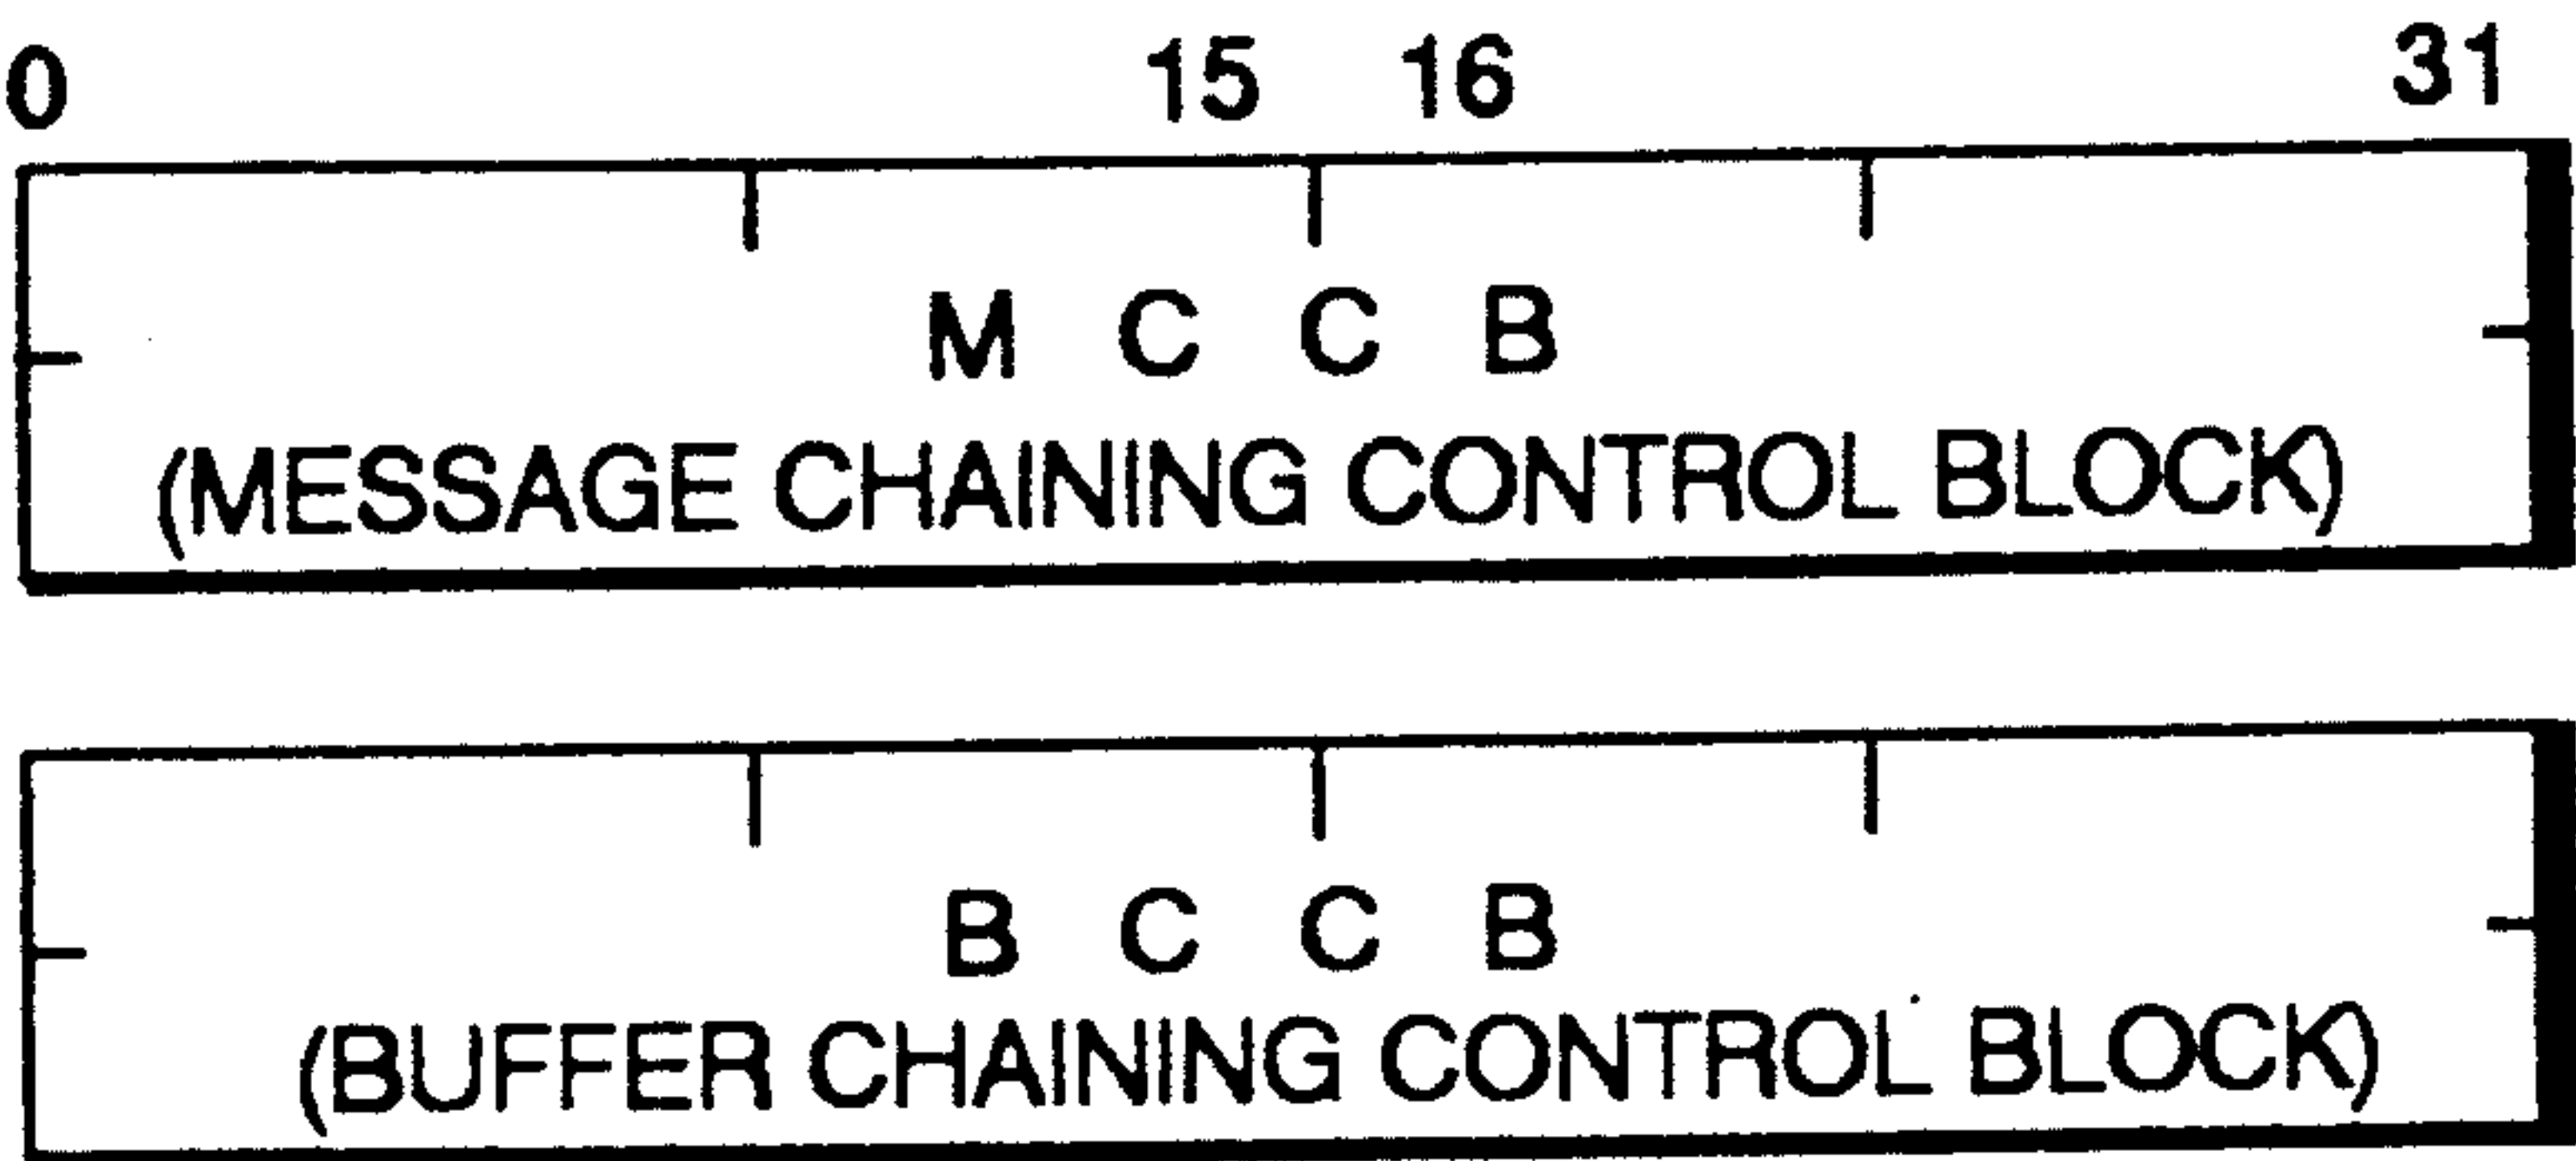 0 15 16 31
M C C B
(MESSAGE CHAINING CONTROL BLOCK)
B C C B
(BUFFER CHAINING CONTROL BLOCK)